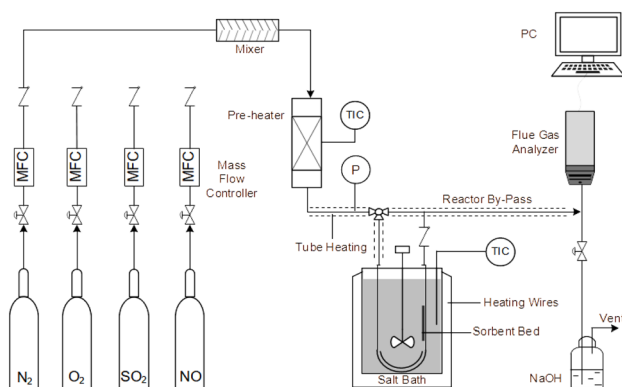 PC
Mixer
Pre-heater
TIC
Flue Gas
Analyzer
MFC
MFC
MFC
MFC
Mass
Flow
Controller
P
Reactor By-Pass
Tube Heating
TIC
Heating Wires
Sorbent Bed
Vent
N2
O2
SO2
NO
Salt Bath
NaOH